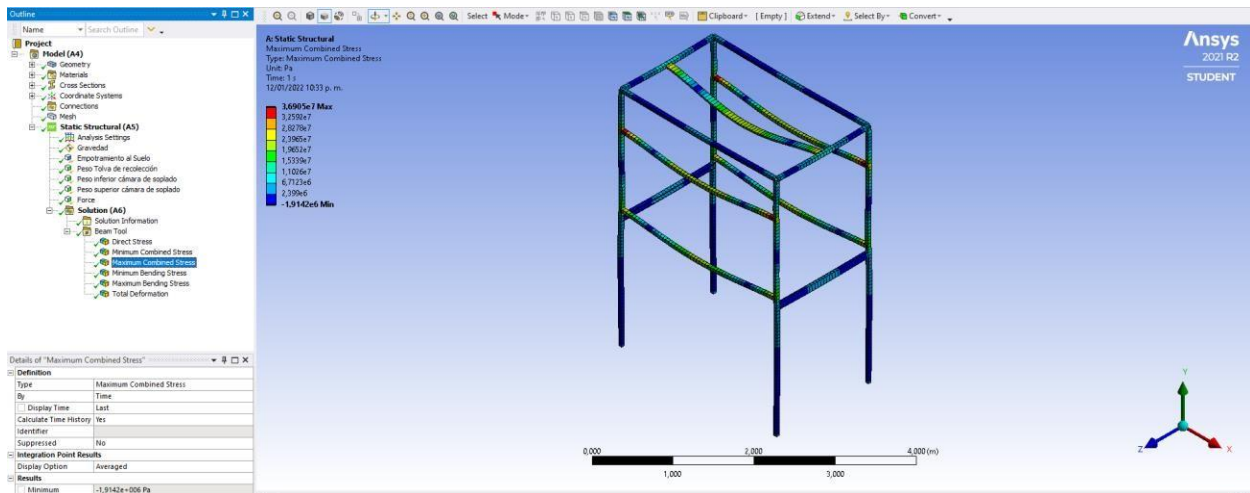 Outline
Name
Search Outline
Project
Model (A4)
Geometry
Materials
Cross Sections
Coordinate Systems
Connections
Mesh
Static Structural (A5)
Analysis Settings
Gravedad
Empotramiento al Suelo
Peso Tolva de recolección
Peso inferior cámara de soplado
Peso superior cámara de soplado
Force
Solution (A6)
Solution Information
Beam Tool
Direct Stress
Minimum Combined Stress
Maximum Combined Stress
Minimum Bending Stress
Maximum Bending Stress
Total Deformation
Details of "Maximum Combined Stress"
Definition
Type Maximum Combined Stress
By Time
Display Time Last
Calculate Time History Yes
Identifier
Suppressed No
Integration Point Results
Display Option Averaged
Results
Minimum -1,9142e+006 Pa
Select Mode Clipboard [ Empty ] Extend Select By Convert
A: Static Structural
Maximum Combined Stress
Type: Maximum Combined Stress
Unit: Pa
Time: 1 s
12/01/2022 10:33 p. m.
3,6905e7 Max
3,2592e7
2,8278e7
2,3965e7
1,9652e7
1,5339e7
1,1026e7
6,7123e6
2,399e6
-1,9142e6 Min
Ansys
2021 R2
STUDENT
0,000 2,000 4,000 (m)
1,000 3,000
Y
Z X